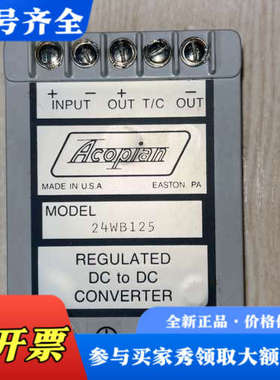 号齐全
+ − + T/C −
INPUT OUT OUT
Acopian
MADE IN U.S.A EASTON, PA
MODEL
24WB125
REGULATED
DC to DC
CONVERTER
开票
全新正品/价格优
参与买家秀领取大额